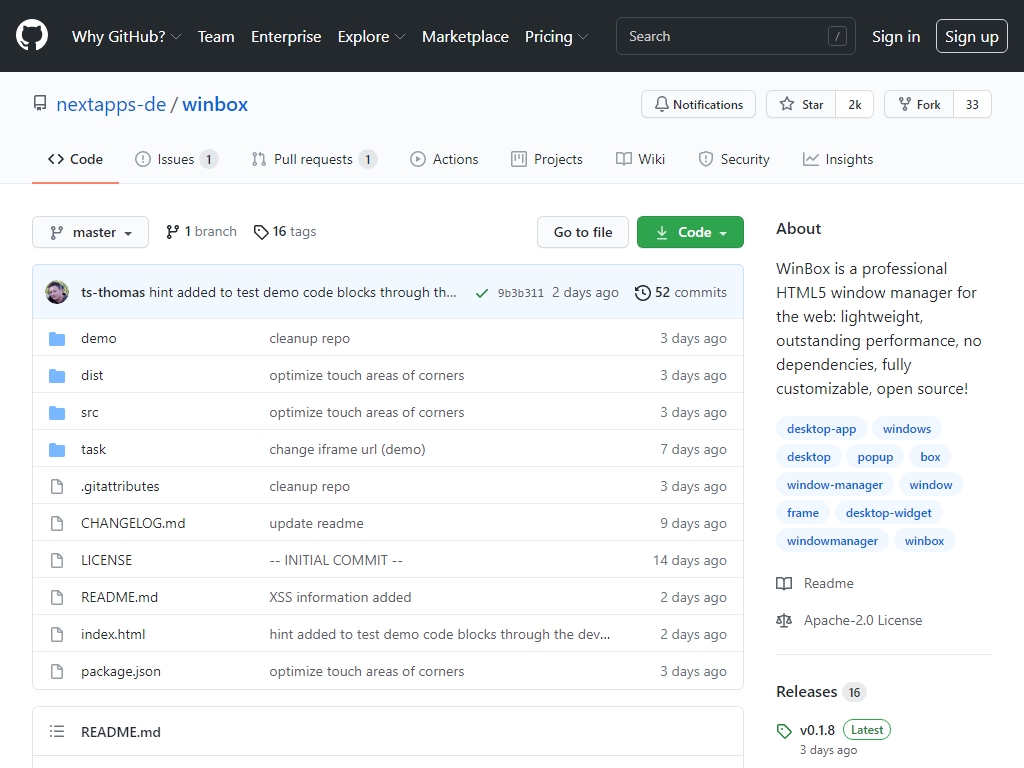 Why GitHub? Team Enterprise Explore Marketplace Pricing Search / Sign in Sign up
nextapps-de / winbox Notifications Star 2k Fork 33
Code Issues 1 Pull requests 1 Actions Projects Wiki Security Insights
master 1 branch 16 tags Go to file Code
ts-thomas hint added to test demo code blocks through th... 9b3b311 2 days ago 52 commits
demo cleanup repo 3 days ago
dist optimize touch areas of corners 3 days ago
src optimize touch areas of corners 3 days ago
task change iframe url (demo) 7 days ago
.gitattributes cleanup repo 3 days ago
CHANGELOG.md update readme 9 days ago
LICENSE -- INITIAL COMMIT -- 14 days ago
README.md XSS information added 2 days ago
index.html hint added to test demo code blocks through the dev... 2 days ago
package.json optimize touch areas of corners 3 days ago
README.md
About
WinBox is a professional
HTML5 window manager for
the web: lightweight,
outstanding performance, no
dependencies, fully
customizable, open source!
desktop-app windows
desktop popup box
window-manager window
frame desktop-widget
windowmanager winbox
Readme
Apache-2.0 License
Releases 16
v0.1.8 Latest
3 days ago